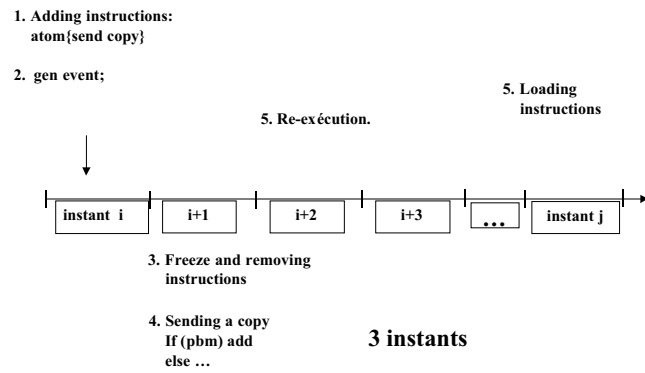 1. Adding instructions:
atom{send copy}
2. gen event;
5. Loading
instructions
5. Re-exécution.
instant i
i+1
i+2
i+3
...
instant j
3. Freeze and removing
instructions
4. Sending a copy
If (pbm) add
else …
3 instants